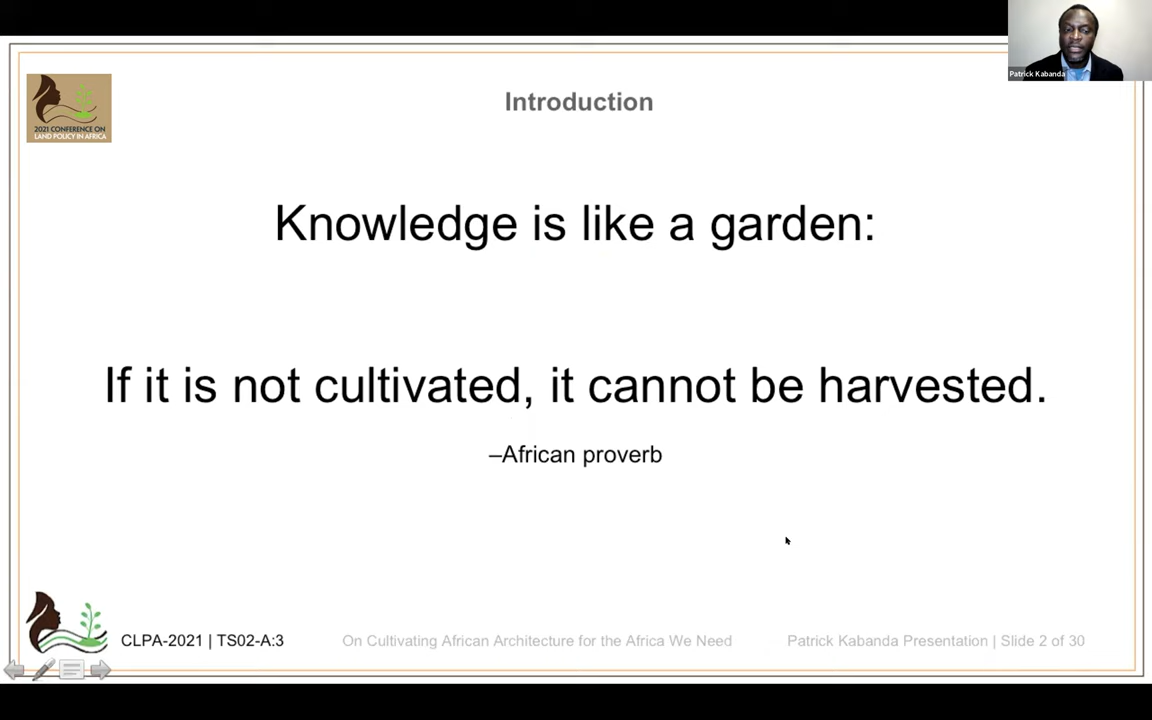 Patrick Kabanda
2021 CONFERENCE ON
LAND POLICY IN AFRICA
Introduction
Knowledge is like a garden:
If it is not cultivated, it cannot be harvested.
–African proverb
CLPA-2021 | TS02-A:3
On Cultivating African Architecture for the Africa We Need
Patrick Kabanda Presentation | Slide 2 of 30